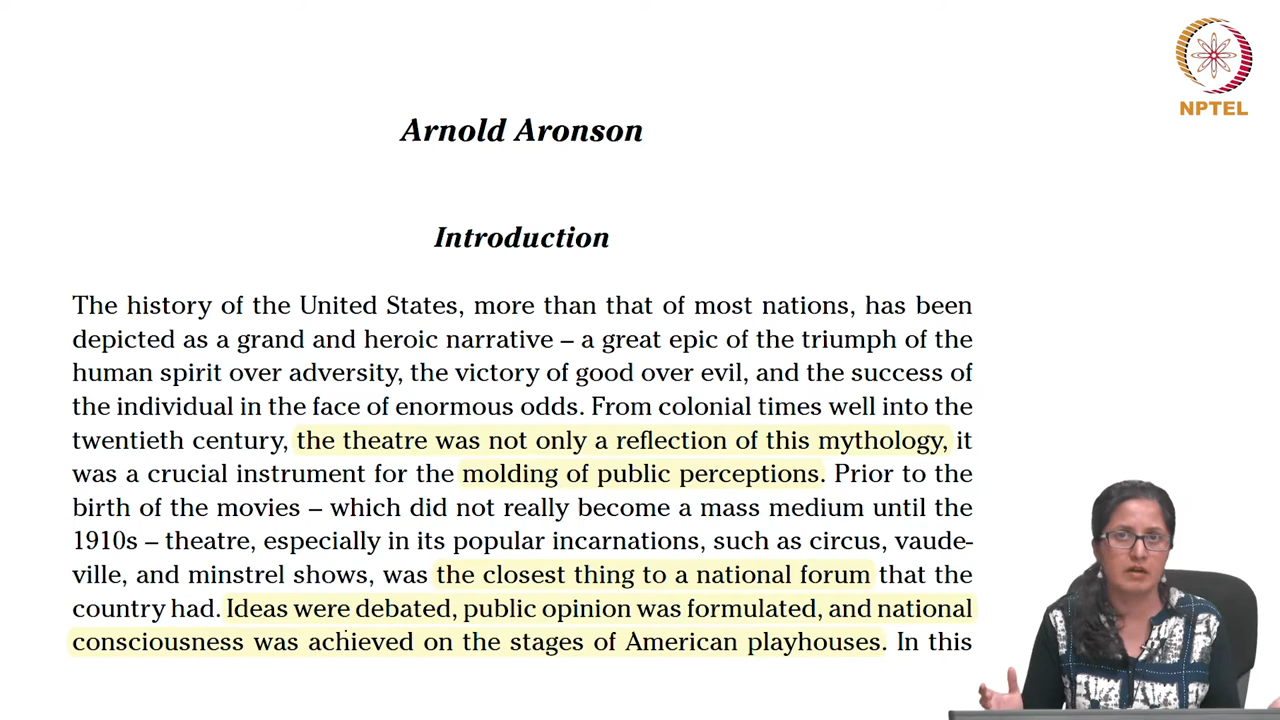 NPTEL
Arnold Aronson
Introduction
The history of the United States, more than that of most nations, has been
depicted as a grand and heroic narrative – a great epic of the triumph of the
human spirit over adversity, the victory of good over evil, and the success of
the individual in the face of enormous odds. From colonial times well into the
twentieth century, the theatre was not only a reflection of this mythology, it
was a crucial instrument for the molding of public perceptions. Prior to the
birth of the movies – which did not really become a mass medium until the
1910s – theatre, especially in its popular incarnations, such as circus, vaude-
ville, and minstrel shows, was the closest thing to a national forum that the
country had. Ideas were debated, public opinion was formulated, and national
consciousness was achieved on the stages of American playhouses. In this